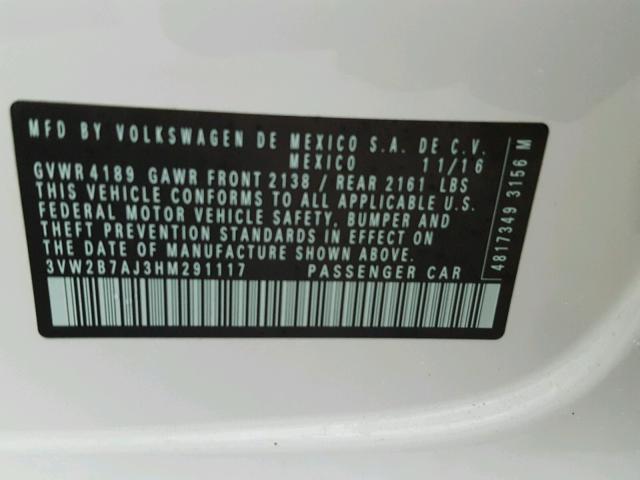 MFD BY VOLKSWAGEN DE MEXICO S.A. DE C.V.
MEXICO 11/16
GVWR 4189 GAWR FRONT 2138 / REAR 2161 LBS
THIS VEHICLE CONFORMS TO ALL APPLICABLE U.S.
FEDERAL MOTOR VEHICLE SAFETY, BUMPER AND
THEFT PREVENTION STANDARDS IN EFFECT ON
THE DATE OF MANUFACTURE SHOWN ABOVE.
3VW2B7AJ3HM291117 PASSENGER CAR
4817349 3156 M